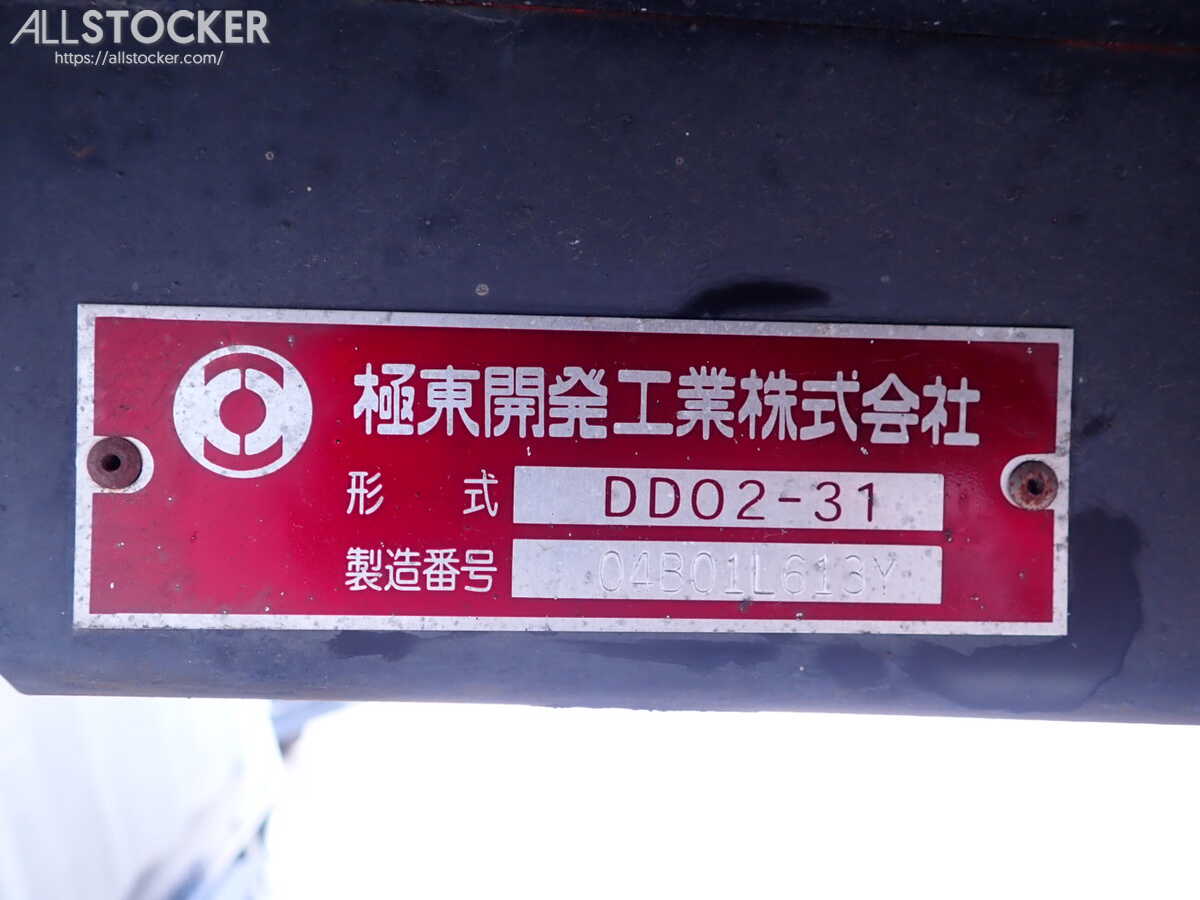 ALLSTOCKER
https://allstocker.com/
極東開発工業株式会社
形 式 DD02-31
製造番号 04B01L613Y